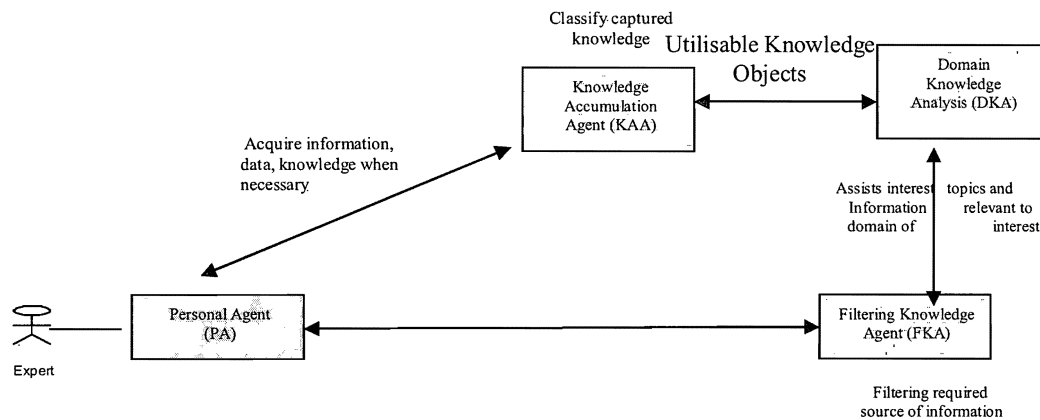 Classify captured
knowledge
Utilisable Knowledge
Objects
Knowledge
Accumulation
Agent (KAA)
Domain
Knowledge
Analysis (DKA)
Acquire information,
data, knowledge when
necessary
Assists interest topics and
Information relevant to
domain of interest
Personal Agent
(PA)
Filtering Knowledge
Agent (FKA)
Expert
Filtering required
source of information